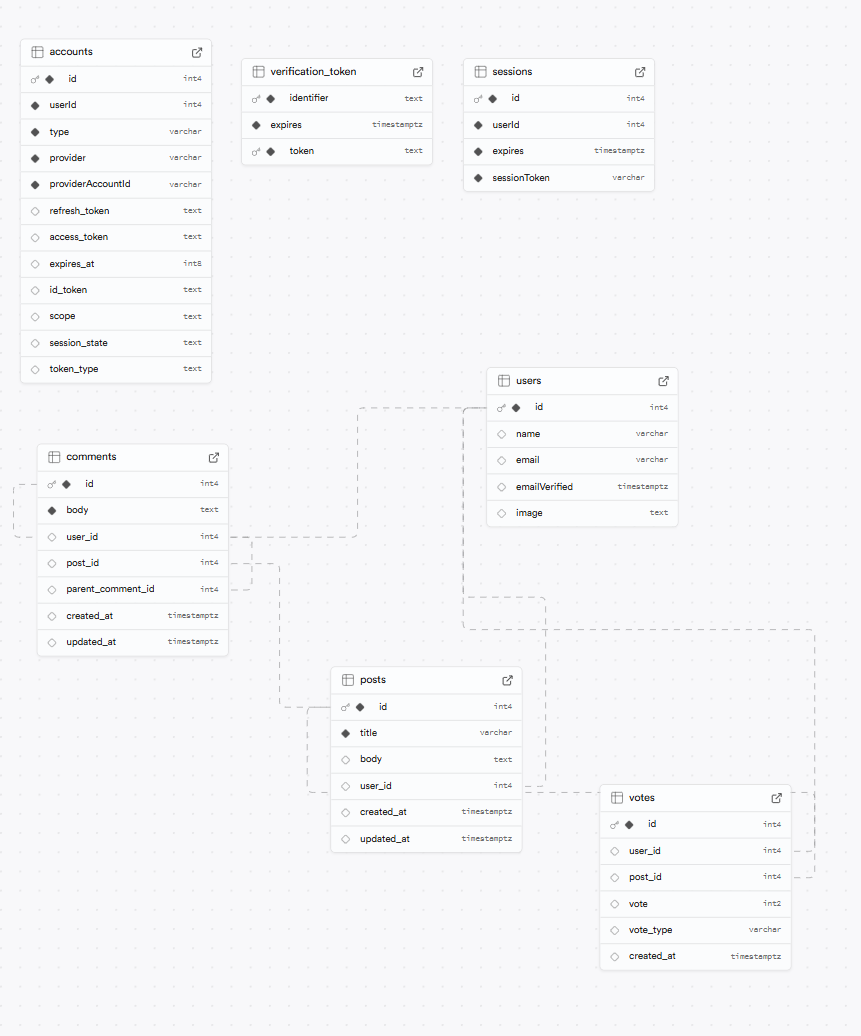 accounts
id int4
userId int4
type varchar
provider varchar
providerAccountId varchar
refresh_token text
access_token text
expires_at int8
id_token text
scope text
session_state text
token_type text
verification_token
identifier text
expires timestamptz
token text
sessions
id int4
userId int4
expires timestamptz
sessionToken varchar
users
id int4
name varchar
email varchar
emailVerified timestamptz
image text
comments
id int4
body text
user_id int4
post_id int4
parent_comment_id int4
created_at timestamptz
updated_at timestamptz
posts
id int4
title varchar
body text
user_id int4
created_at timestamptz
updated_at timestamptz
votes
id int4
user_id int4
post_id int4
vote int2
vote_type varchar
created_at timestamptz